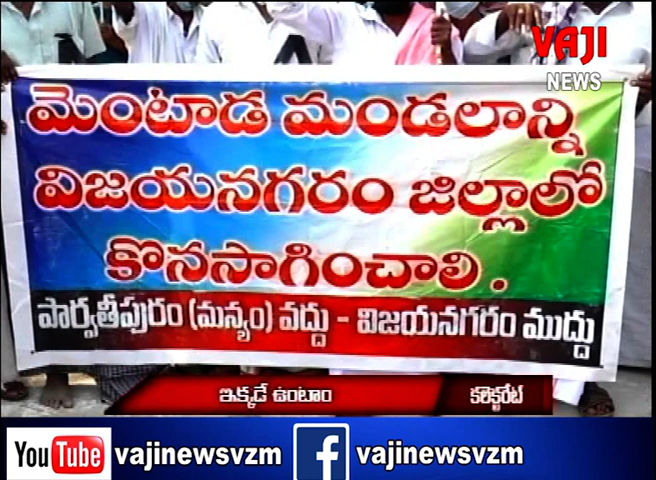 VAJI
NEWS
మెంటాడ మండలాన్ని
విజయనగరం జిల్లాలో
కొనసాగించాలి.
పార్వతీపురం (మన్యం) వద్దు - విజయనగరం ముద్దు
ఇక్కడే ఉంటాం
కలెక్టరేట్
YouTube vajinewsvzm f vajinewsvzm